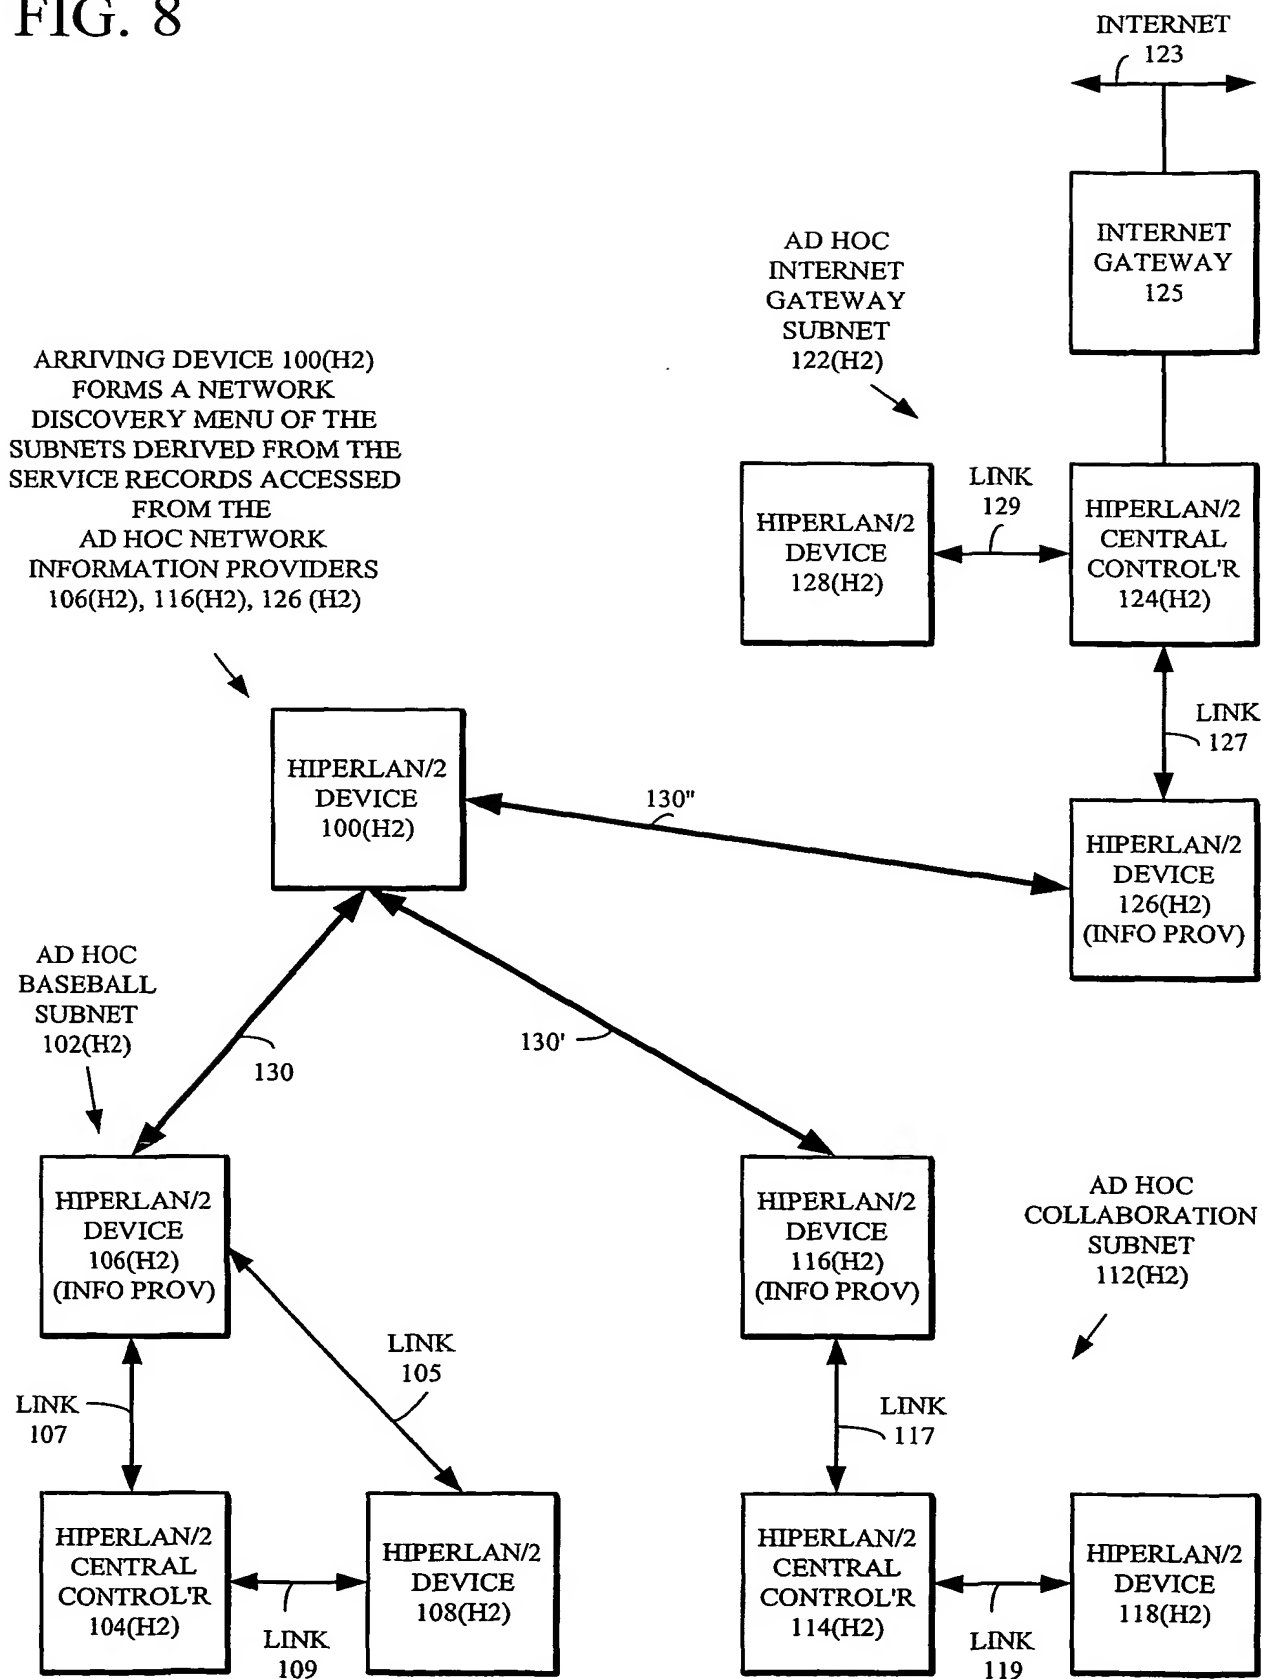 FIG. 8
INTERNET
123
INTERNET
GATEWAY
125
AD HOC
INTERNET
GATEWAY
SUBNET
122(H2)
ARRIVING DEVICE 100(H2)
FORMS A NETWORK
DISCOVERY MENU OF THE
SUBNETS DERIVED FROM THE
SERVICE RECORDS ACCESSED
FROM THE
AD HOC NETWORK
INFORMATION PROVIDERS
106(H2), 116(H2), 126 (H2)
HIPERLAN/2
DEVICE
128(H2)
LINK
129
HIPERLAN/2
CENTRAL
CONTROL'R
124(H2)
LINK
127
HIPERLAN/2
DEVICE
100(H2)
130"
HIPERLAN/2
DEVICE
126(H2)
(INFO PROV)
AD HOC
BASEBALL
SUBNET
102(H2)
130
130'
HIPERLAN/2
DEVICE
106(H2)
(INFO PROV)
HIPERLAN/2
DEVICE
116(H2)
(INFO PROV)
AD HOC
COLLABORATION
SUBNET
112(H2)
LINK
105
LINK
107
LINK
117
HIPERLAN/2
CENTRAL
CONTROL'R
104(H2)
LINK
109
HIPERLAN/2
DEVICE
108(H2)
HIPERLAN/2
CENTRAL
CONTROL'R
114(H2)
LINK
119
HIPERLAN/2
DEVICE
118(H2)